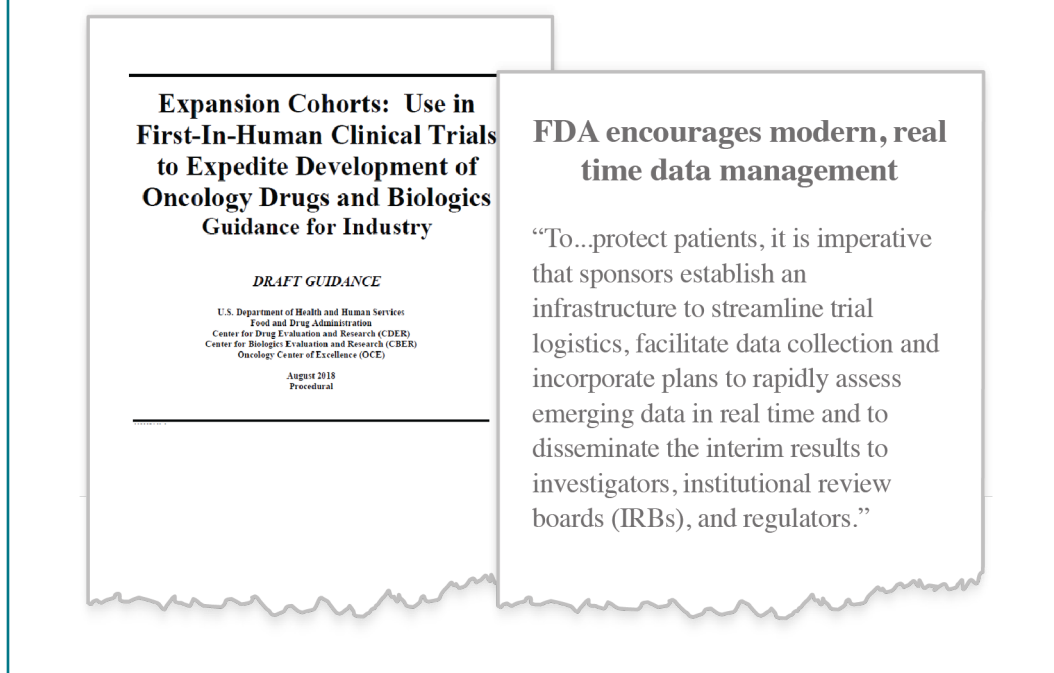 Expansion Cohorts: Use in
First-In-Human Clinical Trials
to Expedite Development of
Oncology Drugs and Biologics
Guidance for Industry
DRAFT GUIDANCE
U.S. Department of Health and Human Services
Food and Drug Administration
Center for Drug Evaluation and Research (CDER)
Center for Biologics Evaluation and Research (CBER)
Oncology Center of Excellence (OCE)
August 2018
Procedural
FDA encourages modern, real
time data management
“To...protect patients, it is imperative
that sponsors establish an
infrastructure to streamline trial
logistics, facilitate data collection and
incorporate plans to rapidly assess
emerging data in real time and to
disseminate the interim results to
investigators, institutional review
boards (IRBs), and regulators.”